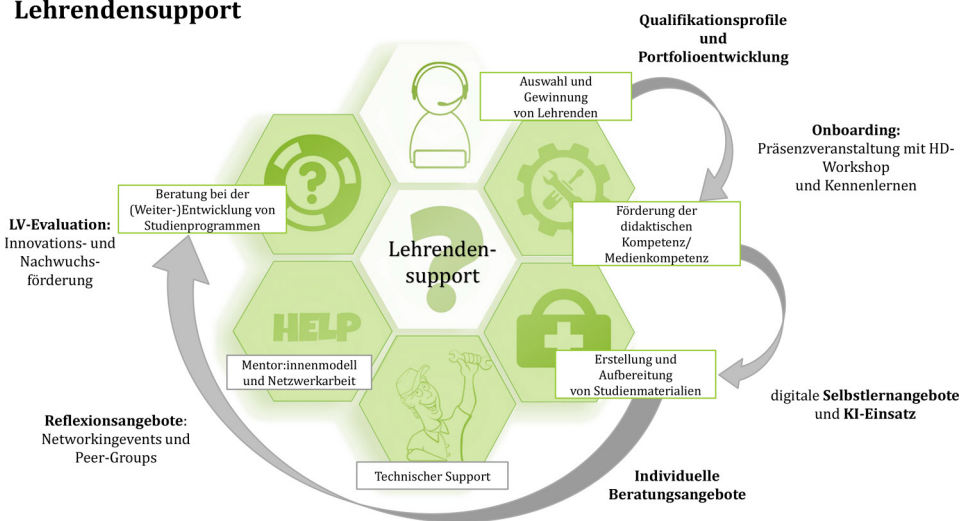 Lehrendensupport
Qualifikationsprofile
und
Portfolioentwicklung
Auswahl und
Gewinnung
von Lehrenden
Onboarding:
Präsenzveranstaltung mit HD-
Workshop
und Kennenlernen
Beratung bei der
(Weiter-)Entwicklung von
Studienprogrammen
LV-Evaluation:
Innovations- und
Nachwuchs-
förderung
Förderung der
didaktischen
Kompetenz/
Medienkompetenz
Lehrenden-
support
HELP
Mentor:innenmodell
und Netzwerkarbeit
Erstellung und
Aufbereitung
von Studienmaterialien
digitale Selbstlernangebote
und KI-Einsatz
Reflexionsangebote:
Networkingevents und
Peer-Groups
Technischer Support
Individuelle
Beratungsangebote